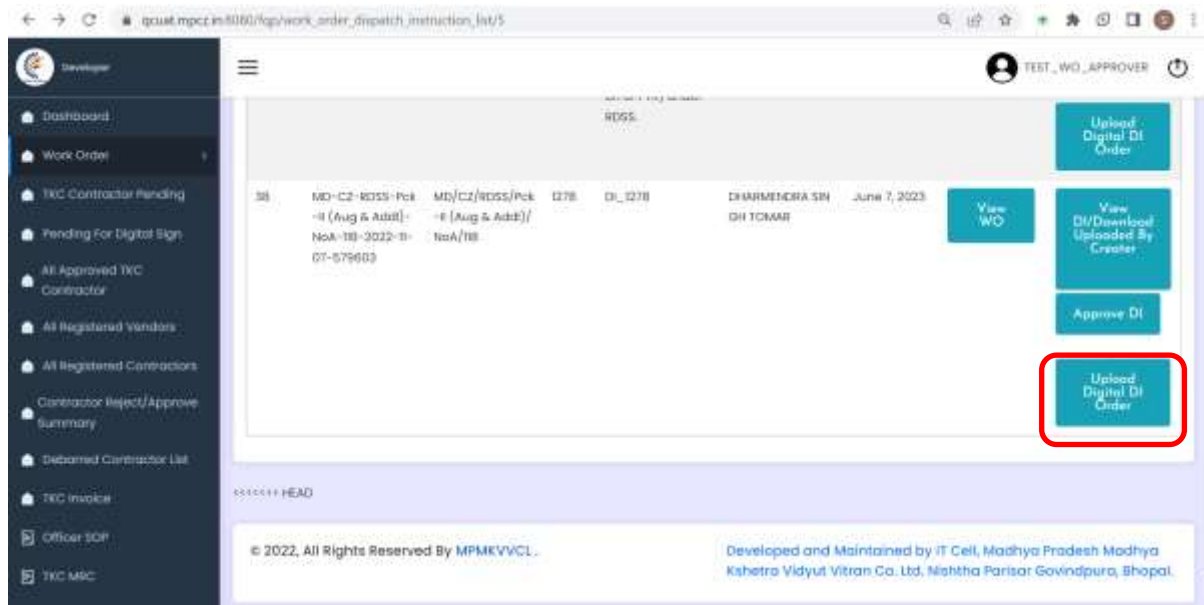 qcuat.mpcz.in:8080/fqp/work_order_dispatch_instruction_list/5
Developer
TEST_WO_APPROVER
Dashboard
Work Order
TKC Contractor Pending
Pending For Digital Sign
All Approved TKC
Contractor
All Registered Vendors
All Registered Contractors
Contractor Reject/Approve
Summary
Debarred Contractor List
TKC Invoice
Officer SOP
TKC MRC
RDSS.
Upload
Digital DI
Order
38
MD-CZ-RDSS-Pck
-II (Aug & Addl)-
NoA-118-2022-11-
07-579603
MD/CZ/RDSS/Pck
-II (Aug & Addl)/
NoA/118
1278
DI_1278
DHARMENDRA SIN
GH TOMAR
June 7, 2023
View
WO
View
DI/Download
Uploaded By
Creater
Approve DI
Upload
Digital DI
Order
<<<<<<< HEAD
© 2022, All Rights Reserved By MPMKVVCL .
Developed and Maintained by IT Cell, Madhya Pradesh Madhya
Kshetra Vidyut Vitran Co. Ltd. Nishtha Parisar Govindpura, Bhopal.